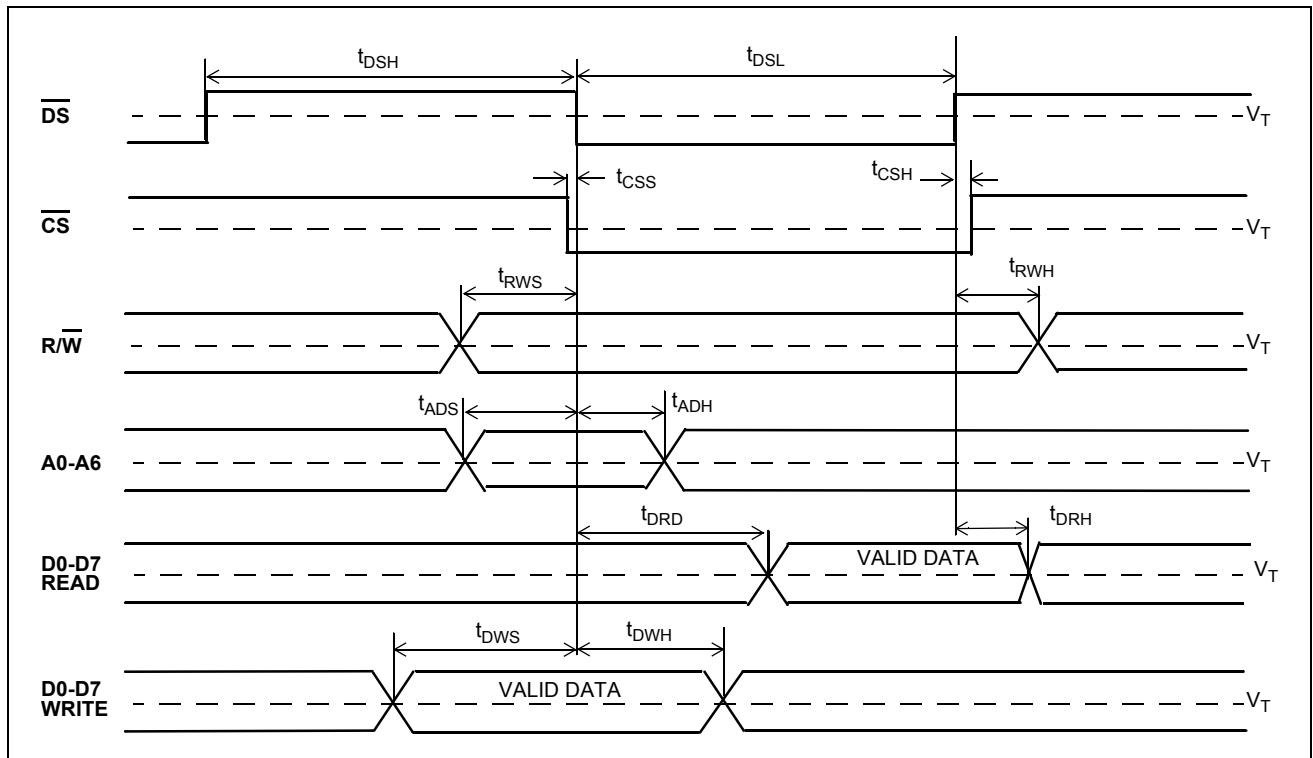 tDSH
tDSL
DS
VT
tCSS
tCSH
CS
VT
tRWS
tRWH
R/W
VT
tADS
tADH
A0-A6
VT
tDRD
tDRH
D0-D7
READ
VALID DATA
VT
tDWS
tDWH
D0-D7
WRITE
VALID DATA
VT